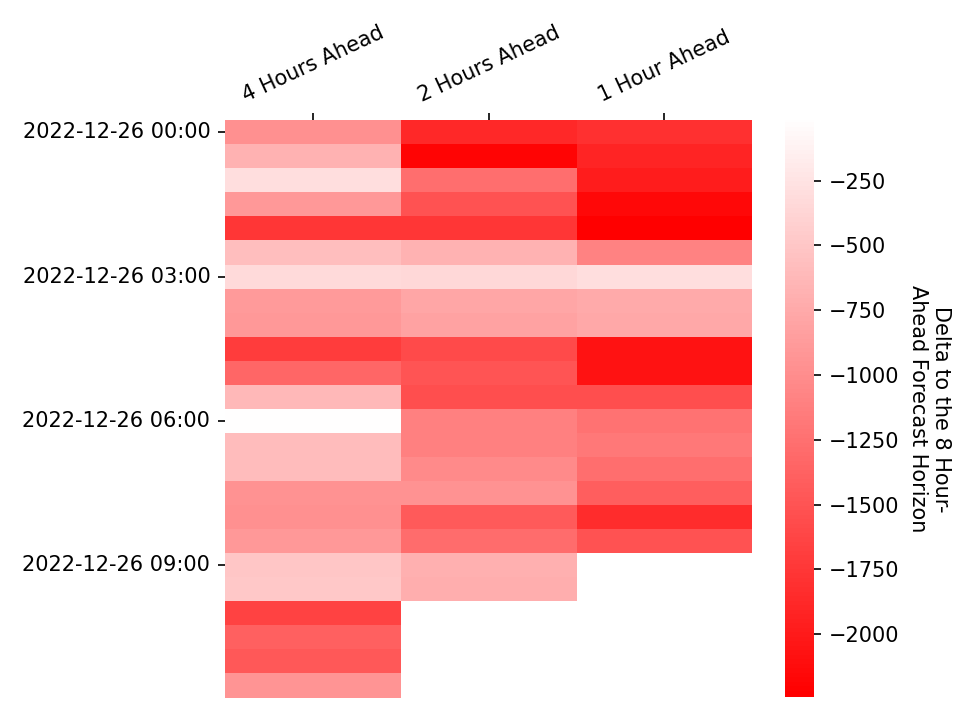 4 Hours Ahead
2 Hours Ahead
1 Hour Ahead
2022-12-26 00:00
2022-12-26 03:00
2022-12-26 06:00
2022-12-26 09:00
−250
−500
−750
−1000
−1250
−1500
−1750
−2000
Delta to the 8 Hour-
Ahead Forecast Horizon